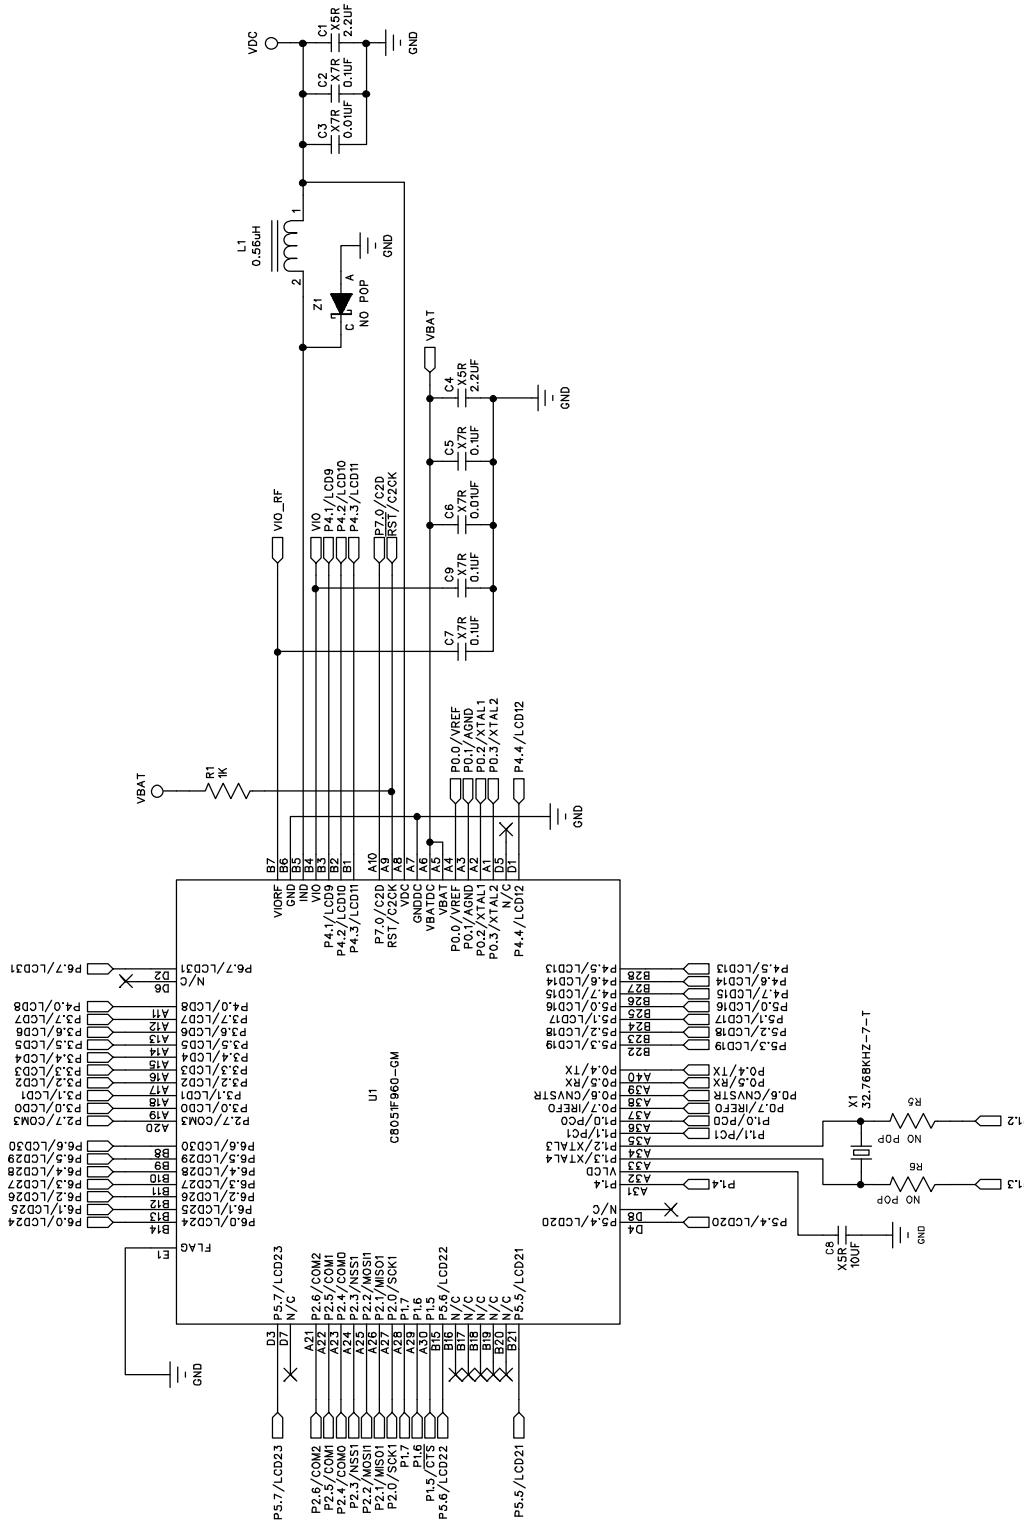 VDC
C1
X5R
2.2UF
C2
X7R
0.1UF
C3
X7R
0.01UF
GND
L1
0.56uH
1
2
Z1
A
C
NO POP
GND
VBAT
C4
X5R
2.2UF
C5
X7R
0.1UF
C6
X7R
0.01UF
C9
X7R
0.1UF
C7
X7R
0.1UF
GND
VIO_RF
VIO
P4.1/LCD9
P4.2/LCD10
P4.3/LCD11
P7.0/C2D
RST/C2CK
VBAT
R1
1K
P0.0/VREF
P0.1/AGND
P0.2/XTAL1
P0.3/XTAL2
P4.4/LCD12
GND
B7
B6
B5
B4
B3
B2
B1
A10
A9
A8
A7
A6
A5
A4
A3
A2
A1
D5
D1
VIORF
GND
IND
VIO
P4.1/LCD9
P4.2/LCD10
P4.3/LCD11
P7.0/C2D
RST/C2CK
VDC
GNDDC
VBATDC
VBAT
P0.0/VREF
P0.1/AGND
P0.2/XTAL1
P0.3/XTAL2
N/C
P4.4/LCD12
P6.7/LCD31
P4.0/LCD8
P3.7/LCD7
P3.6/LCD6
P3.5/LCD5
P3.4/LCD4
P3.3/LCD3
P3.2/LCD2
P3.1/LCD1
P3.0/LCD0
P2.7/COM3
P6.6/LCD30
P6.5/LCD29
P6.4/LCD28
P6.3/LCD27
P6.2/LCD26
P6.1/LCD25
P6.0/LCD24
D2
D6
A11
A12
A13
A14
A15
A16
A17
A18
A19
A20
B8
B9
B10
B11
B12
B13
B14
E1
P6.7/LCD31
N/C
P4.0/LCD8
P3.7/LCD7
P3.6/LCD6
P3.5/LCD5
P3.4/LCD4
P3.3/LCD3
P3.2/LCD2
P3.1/LCD1
P3.0/LCD0
P2.7/COM3
P6.6/LCD30
P6.5/LCD29
P6.4/LCD28
P6.3/LCD27
P6.2/LCD26
P6.1/LCD25
P6.0/LCD24
FLAG
GND
U1
C8051F960-GM
P4.5/LCD13
P4.6/LCD14
P4.7/LCD15
P5.0/LCD16
P5.1/LCD17
P5.2/LCD18
P5.3/LCD19
P0.4/TX
P0.5/RX
P0.6/CNVSTR
P0.7/IREF0
P1.0/PC0
P1.1/PC1
P1.2/XTAL3
P1.3/XTAL4
VLCD
P1.4
N/C
P5.4/LCD20
B28
B27
B26
B25
B24
B23
B22
A40
A39
A38
A37
A36
A35
A34
A33
A32
A31
D8
D4
P4.5/LCD13
P4.6/LCD14
P4.7/LCD15
P5.0/LCD16
P5.1/LCD17
P5.2/LCD18
P5.3/LCD19
P0.4/TX
P0.5/RX
P0.6/CNVSTR
P0.7/IREF0
P1.0/PC0
P1.1/PC1
P1.4
P5.4/LCD20
X1
32.768KHZ-7-T
R5
NO POP
R6
NO POP
1.2
1.3
C8
X5R
10UF
GND
P5.7/LCD23
N/C
P2.6/COM2
P2.5/COM1
P2.4/COM0
P2.3/NSS1
P2.2/MOSI1
P2.1/MISO1
P2.0/SCK1
P1.7
P1.6
P1.5
P5.6/LCD22
N/C
N/C
N/C
N/C
N/C
P5.5/LCD21
D3
D7
A21
A22
A23
A24
A25
A26
A27
A28
A29
A30
B15
B16
B17
B18
B19
B20
B21
P5.7/LCD23
P2.6/COM2
P2.5/COM1
P2.4/COM0
P2.3/NSS1
P2.2/MOSI1
P2.1/MISO1
P2.0/SCK1
P1.7
P1.6
P1.5/CTS
P5.6/LCD22
P5.5/LCD21